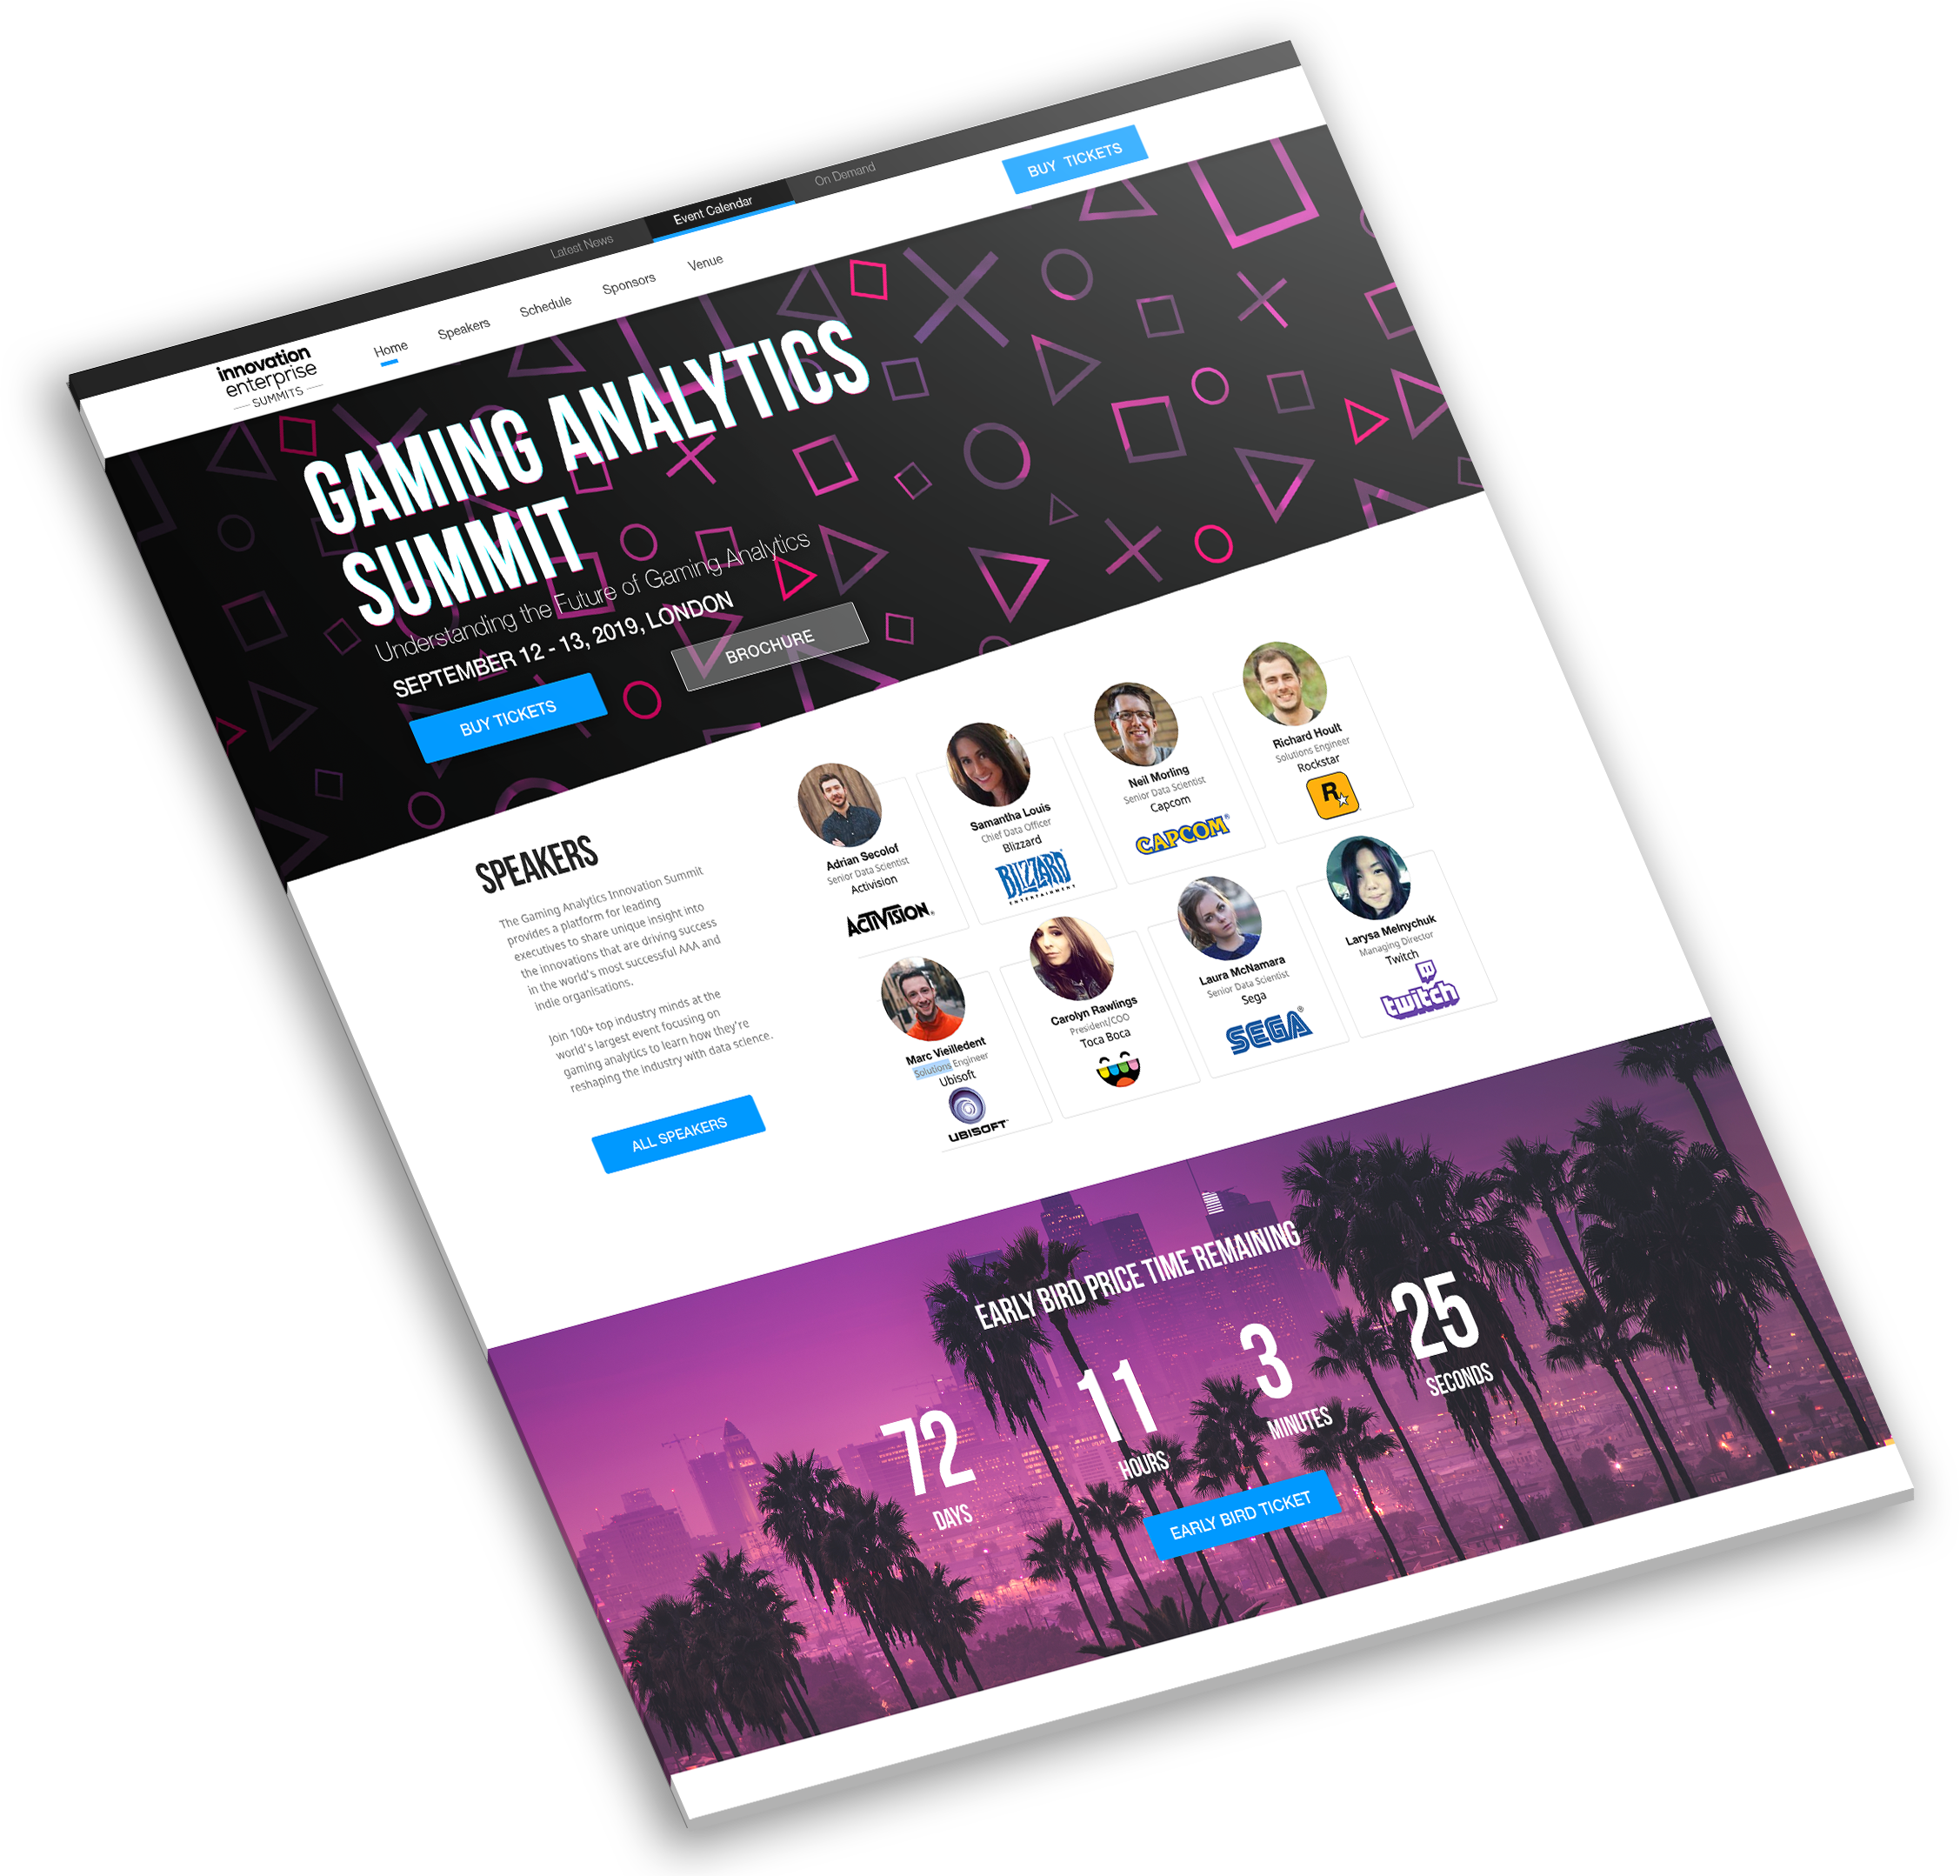 Latest News
Event Calendar
On Demand
innovation
enterprise
SUMMITS
Home
Speakers
Schedule
Sponsors
Venue
BUY TICKETS
GAMING ANALYTICS
SUMMIT
Understanding the Future of Gaming Analytics
SEPTEMBER 12 - 13, 2019, LONDON
BUY TICKETS
BROCHURE
SPEAKERS
The Gaming Analytics Innovation Summit
provides a platform for leading
executives to share unique insight into
the innovations that are driving success
in the world's most successful AAA and
indie organisations.
Join 100+ top industry minds at the
world's largest event focusing on
gaming analytics to learn how they're
reshaping the industry with data science.
ALL SPEAKERS
Adrian Secolof
Senior Data Scientist
Activision
ACTIVISION®
Samantha Louis
Chief Data Officer
Blizzard
BLIZZARD
ENTERTAINMENT
Neil Morling
Senior Data Scientist
Capcom
CAPCOM®
Richard Hoult
Solutions Engineer
Rockstar
R
Marc Vieilledent
Solutions Engineer
Ubisoft
UBISOFT
Carolyn Rawlings
President/COO
Toca Boca
Laura McNamara
Senior Data Scientist
Sega
SEGA®
Larysa Melnychuk
Managing Director
Twitch
twitch
EARLY BIRD PRICE TIME REMAINING
72
DAYS
11
HOURS
3
MINUTES
25
SECONDS
EARLY BIRD TICKET